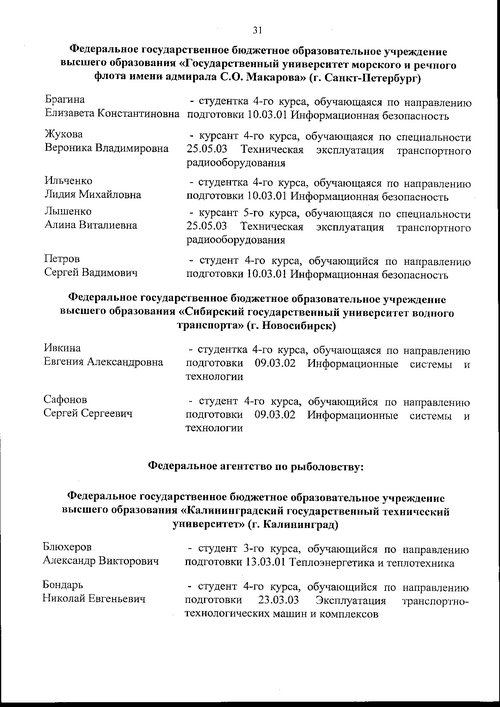 31
Федеральное государственное бюджетное образовательное учреждение
высшего образования «Государственный университет морского и речного
флота имени адмирала С.О. Макарова» (г. Санкт-Петербург)
Брагина - студентка 4-го курса, обучающаяся по направлению
Елизавета Константиновна подготовки 10.03.01 Информационная безопасность
Жукова - курсант 4-го курса, обучающаяся по специальности
Вероника Владимировна 25.05.03 Техническая эксплуатация транспортного
радиооборудования
Ильченко - студентка 4-го курса, обучающаяся по направлению
Лидия Михайловна подготовки 10.03.01 Информационная безопасность
Лышенко - курсант 5-го курса, обучающаяся по специальности
Алина Виталиевна 25.05.03 Техническая эксплуатация транспортного
радиооборудования
Петров - студент 4-го курса, обучающийся по направлению
Сергей Вадимович подготовки 10.03.01 Информационная безопасность
Федеральное государственное бюджетное образовательное учреждение
высшего образования «Сибирский государственный университет водного
транспорта» (г. Новосибирск)
Ивкина - студентка 4-го курса, обучающаяся по направлению
Евгения Александровна подготовки 09.03.02 Информационные системы и
технологии
Сафонов - студент 4-го курса, обучающийся по направлению
Сергей Сергеевич подготовки 09.03.02 Информационные системы и
технологии
Федеральное агентство по рыболовству:
Федеральное государственное бюджетное образовательное учреждение
высшего образования «Калининградский государственный технический
университет» (г. Калининград)
Блюхеров - студент 3-го курса, обучающийся по направлению
Александр Викторович подготовки 13.03.01 Теплоэнергетика и теплотехника
Бондарь - студент 4-го курса, обучающийся по направлению
Николай Евгеньевич подготовки 23.03.03 Эксплуатация транспортно-
технологических машин и комплексов